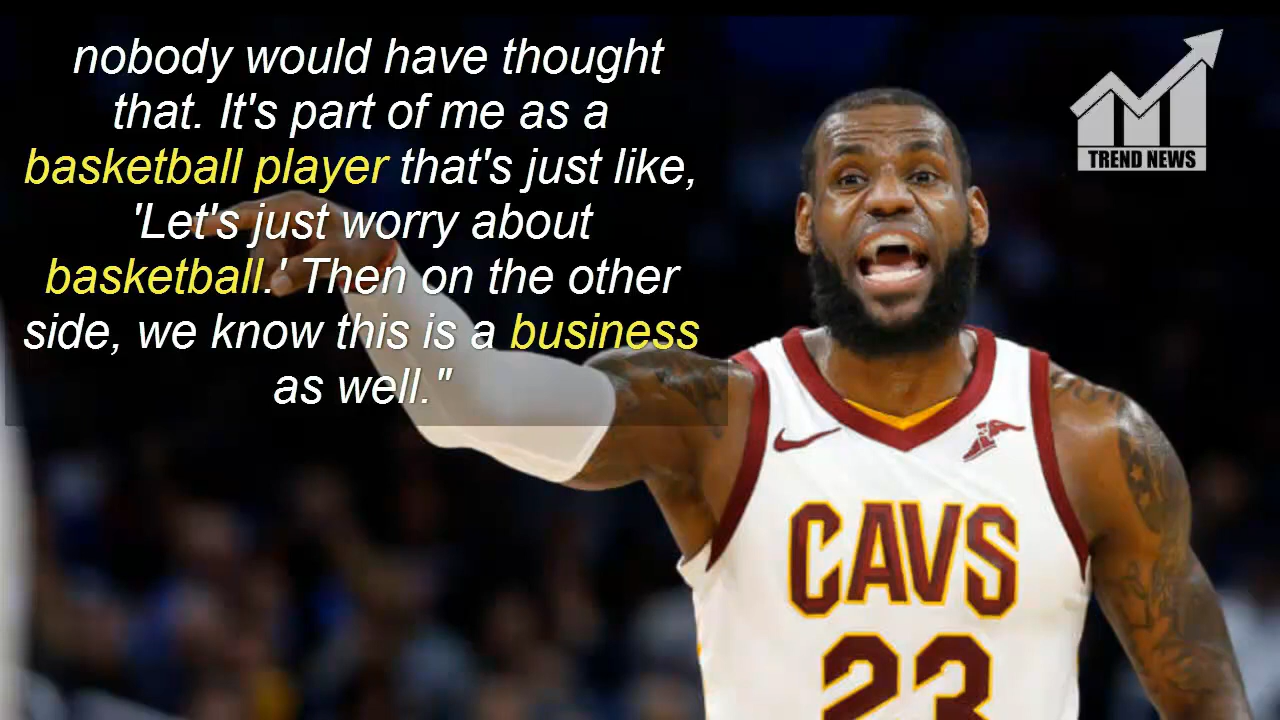 nobody would have thought
that. It's part of me as a
basketball player that's just like,
'Let's just worry about
basketball.' Then on the other
side, we know this is a business
as well."
TREND NEWS
CAVS
23